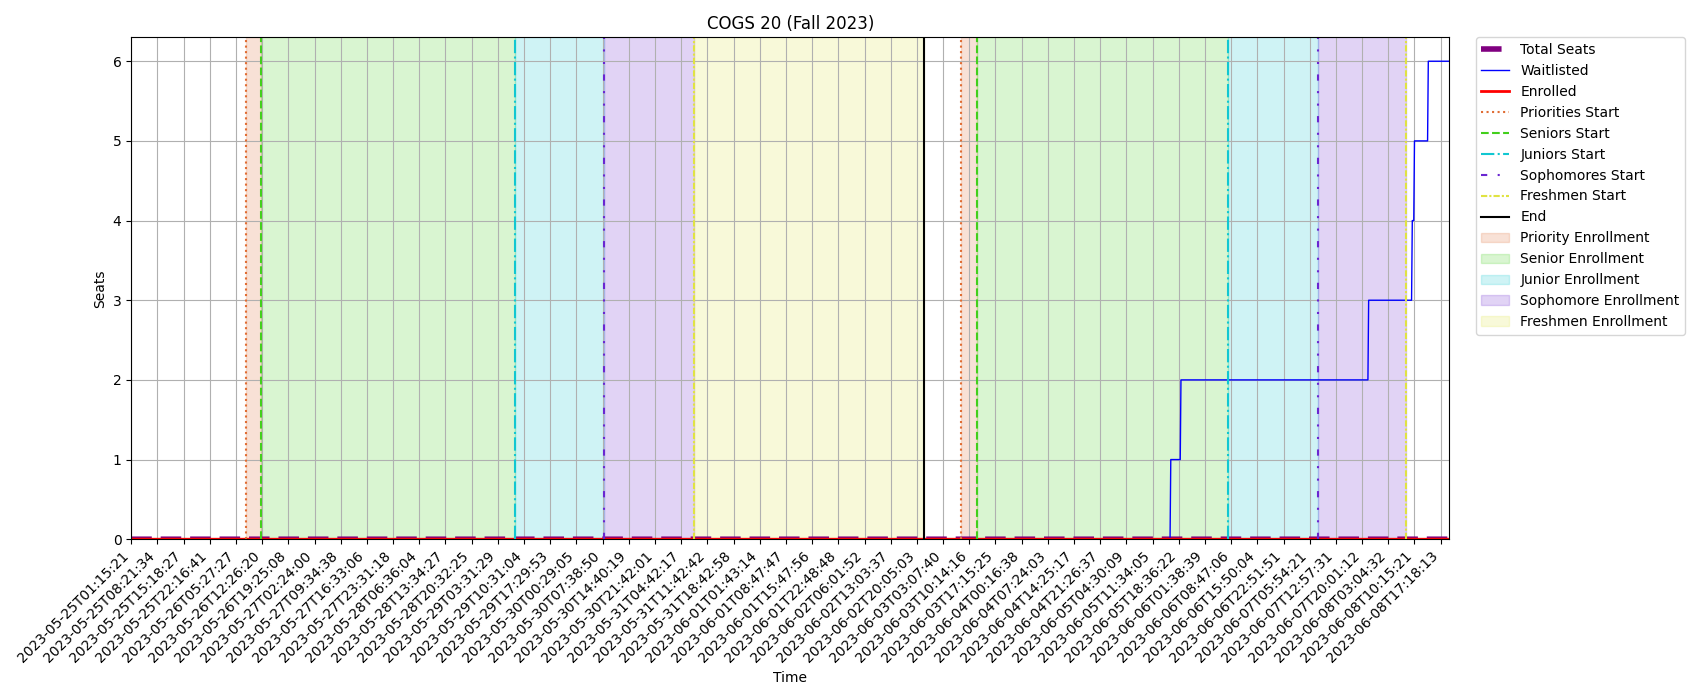 COGS 20 (Fall 2023)
Seats
6
5
4
3
2
1
0
2023-05-25T01:15:21
2023-05-25T08:21:34
2023-05-25T15:18:27
2023-05-25T22:16:41
2023-05-26T05:27:27
2023-05-26T12:26:20
2023-05-26T19:25:08
2023-05-27T02:24:00
2023-05-27T09:34:38
2023-05-27T16:33:06
2023-05-27T23:31:18
2023-05-28T06:36:04
2023-05-28T13:34:27
2023-05-28T20:32:25
2023-05-29T03:31:29
2023-05-29T10:31:04
2023-05-29T17:29:53
2023-05-30T00:29:05
2023-05-30T07:38:50
2023-05-30T14:40:19
2023-05-30T21:42:01
2023-05-31T04:42:17
2023-05-31T11:42:42
2023-05-31T18:42:58
2023-06-01T01:43:14
2023-06-01T08:47:47
2023-06-01T15:47:56
2023-06-01T22:48:48
2023-06-02T06:01:52
2023-06-02T13:03:37
2023-06-02T20:05:03
2023-06-03T03:07:40
2023-06-03T10:14:16
2023-06-03T17:15:25
2023-06-04T00:16:38
2023-06-04T07:24:03
2023-06-04T14:25:17
2023-06-04T21:26:37
2023-06-05T04:30:09
2023-06-05T11:34:05
2023-06-05T18:36:22
2023-06-06T01:38:39
2023-06-06T08:47:06
2023-06-06T15:50:04
2023-06-06T22:51:51
2023-06-07T05:54:21
2023-06-07T12:57:31
2023-06-07T20:01:12
2023-06-08T03:04:32
2023-06-08T10:15:21
2023-06-08T17:18:13
Time
Total Seats
Waitlisted
Enrolled
Priorities Start
Seniors Start
Juniors Start
Sophomores Start
Freshmen Start
End
Priority Enrollment
Senior Enrollment
Junior Enrollment
Sophomore Enrollment
Freshmen Enrollment